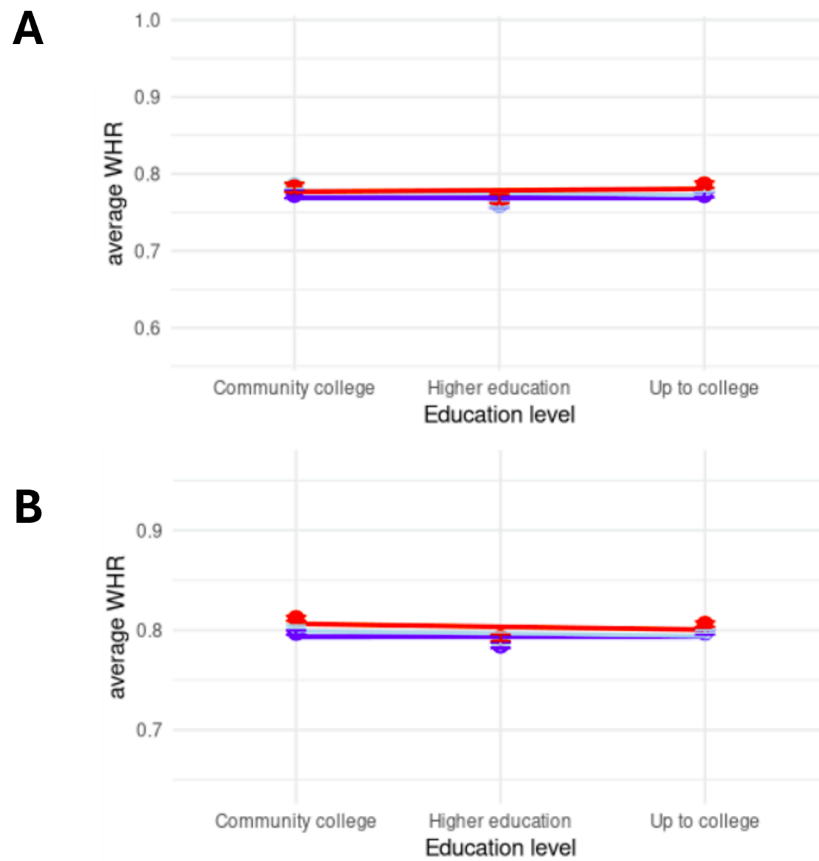 A
1.0
0.9
0.8
0.7
0.6
average WHR
Community college Higher education Up to college
Education level
B
0.9
0.8
0.7
average WHR
Community college Higher education Up to college
Education level